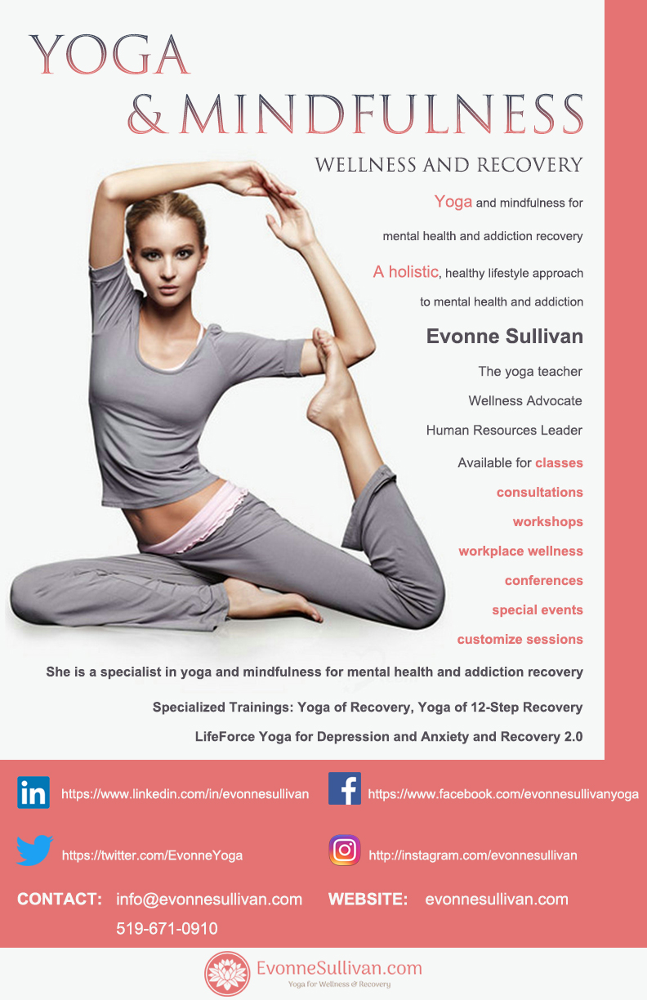 YOGA
& MINDFULNESS
WELLNESS AND RECOVERY
Yoga and mindfulness for
mental health and addiction recovery
A holistic, healthy lifestyle approach
to mental health and addiction
Evonne Sullivan
The yoga teacher
Wellness Advocate
Human Resources Leader
Available for classes
consultations
workshops
workplace wellness
conferences
special events
customize sessions
She is a specialist in yoga and mindfulness for mental health and addiction recovery
Specialized Trainings: Yoga of Recovery, Yoga of 12-Step Recovery
LifeForce Yoga for Depression and Anxiety and Recovery 2.0
in https://www.linkedin.com/in/evonnesullivan
f https://www.facebook.com/evonnesullivanyoga
https://twitter.com/EvonneYoga
http://instagram.com/evonnesullivan
CONTACT: info@evonnesullivan.com
519-671-0910
WEBSITE: evonnesullivan.com
EvonneSullivan.com
Yoga for Wellness & Recovery